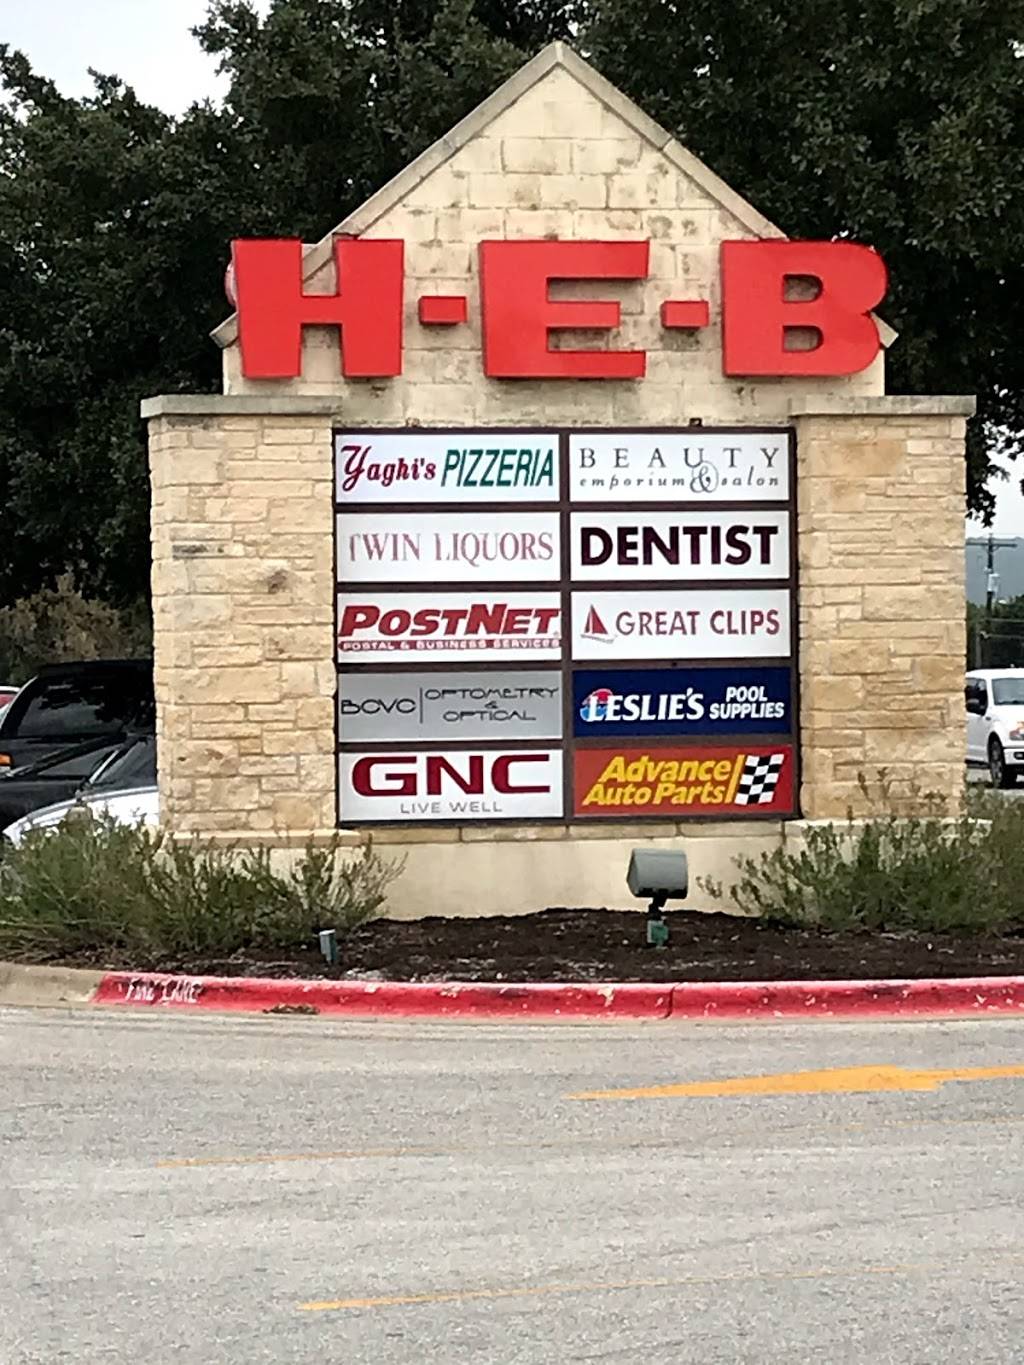 H-E-B
Yaghi's PIZZERIA
BEAUTY
emporium & salon
TWIN LIQUORS
DENTIST
POSTNET
POSTAL & BUSINESS SERVICES
GREAT CLIPS
BCVC OPTOMETRY
&
OPTICAL
LESLIE'S POOL
SUPPLIES
GNC
LIVE WELL
Advance
Auto Parts
FIRE LANE